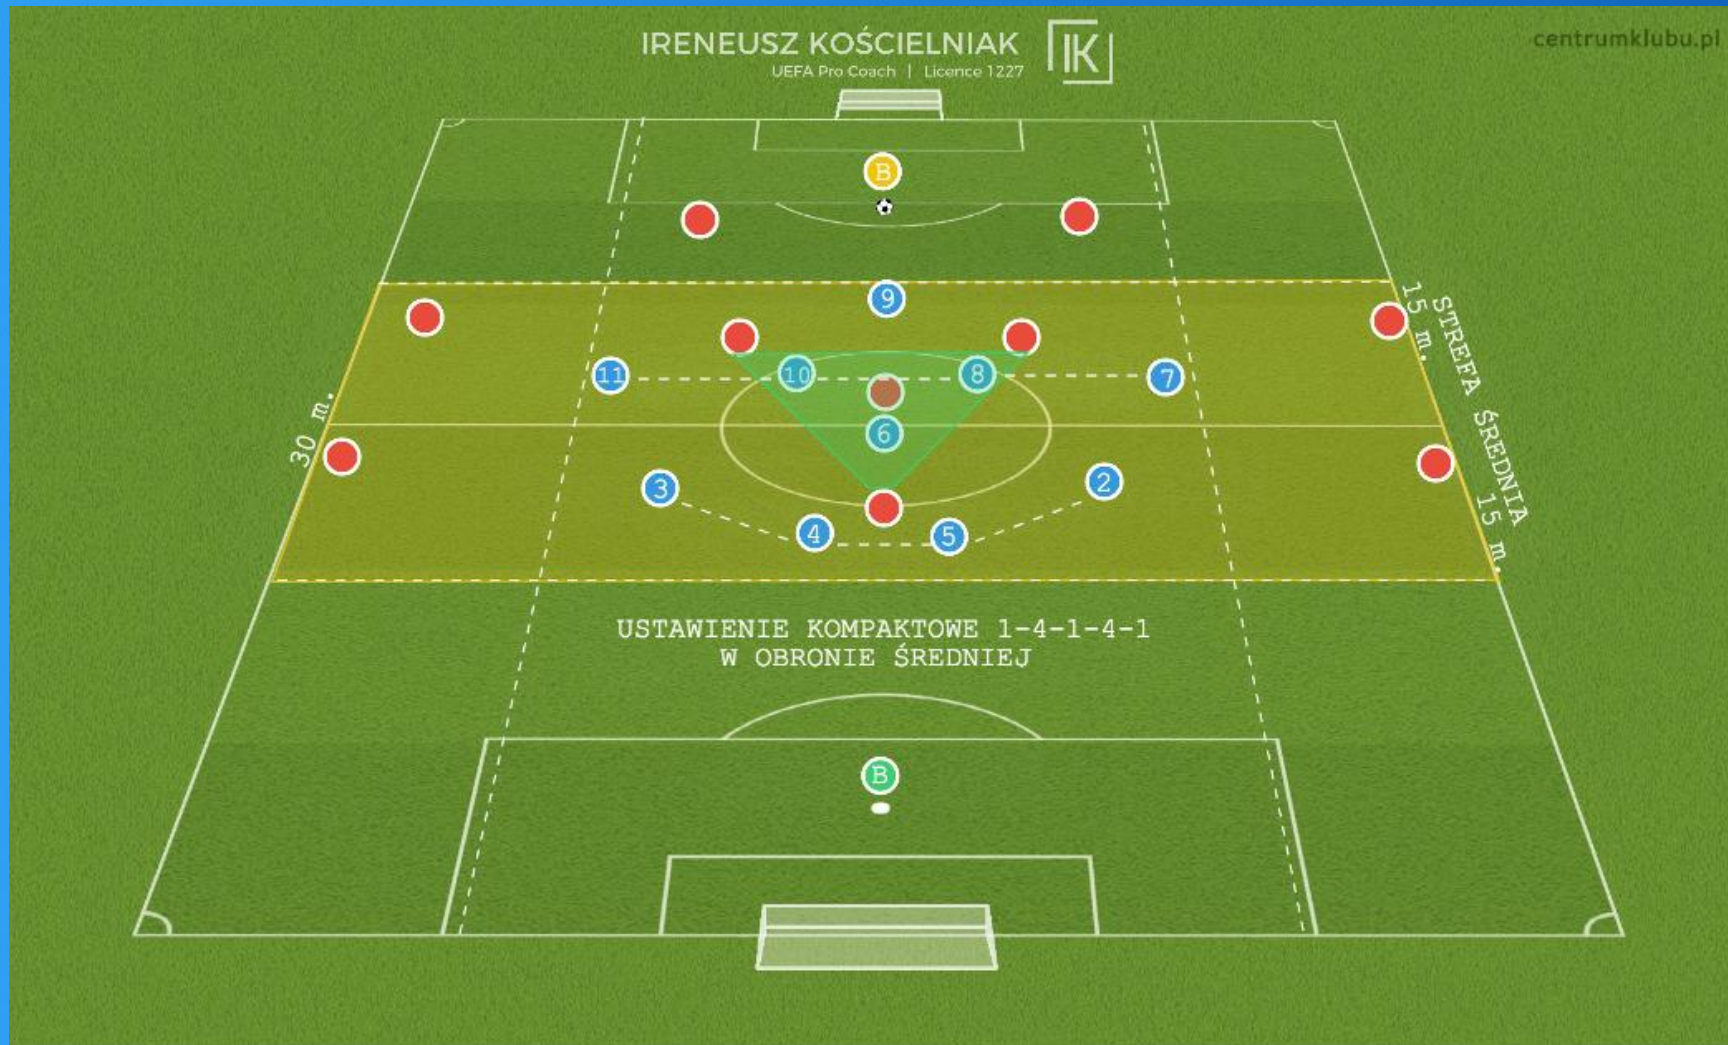 IRENEUSZ KOŚCIELNIAK
UEFA Pro Coach | Licence 1227
IK
centrumklubu.pl
B
9
15 m.
STREFA ŚREDNIA
11
10
8
7
30 m.
6
3
2
4
5
15 m.
USTAWIENIE KOMPAKTOWE 1-4-1-4-1
W OBRONIE ŚREDNIEJ
B